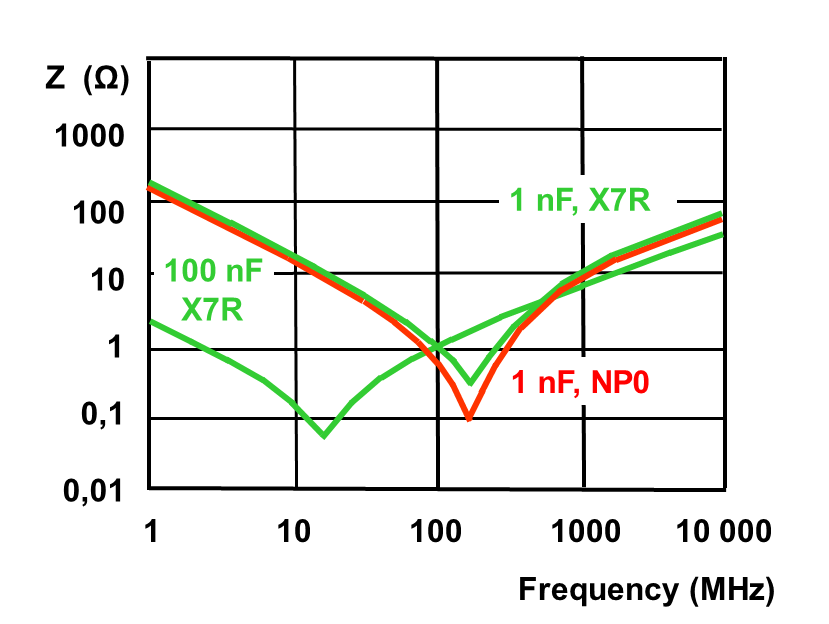 Z (Ω)
1000
100
10
1
0,1
0,01
1 nF, X7R
100 nF
X7R
1 nF, NP0
1 10 100 1000 10 000
Frequency (MHz)